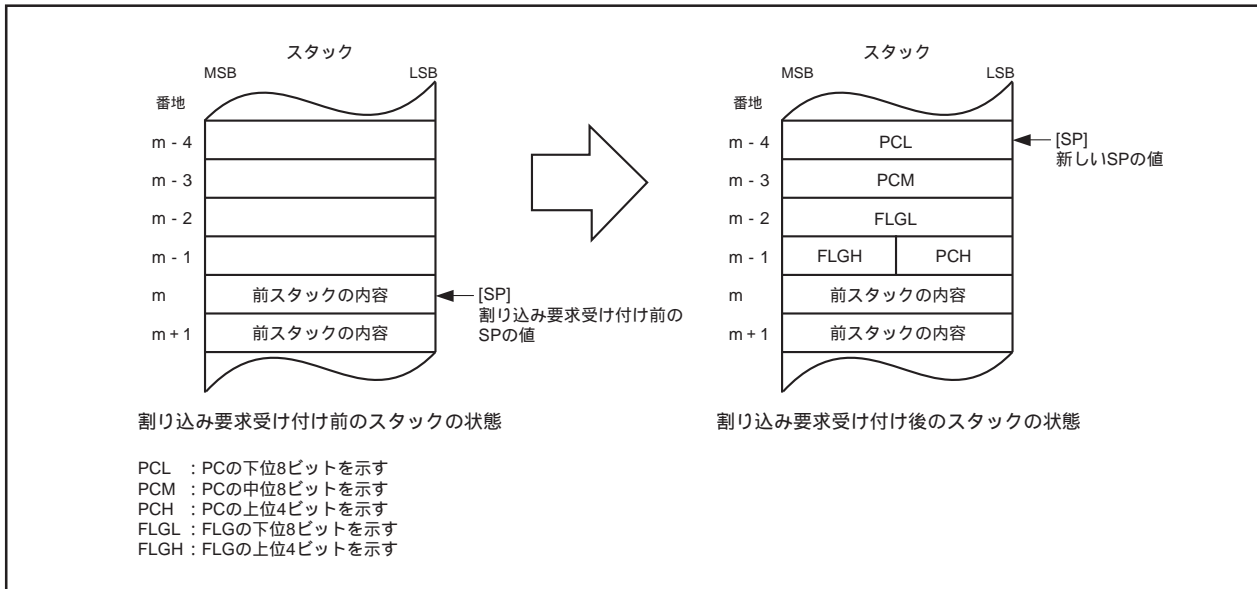 スタック
MSB LSB
番地
m - 4
m - 3
m - 2
m - 1
m 前スタックの内容
m + 1 前スタックの内容
[SP]
割り込み要求受け付け前の
SPの値
割り込み要求受け付け前のスタックの状態
スタック
MSB LSB
番地
m - 4 PCL
m - 3 PCM
m - 2 FLGL
m - 1 FLGH PCH
m 前スタックの内容
m + 1 前スタックの内容
[SP]
新しいSPの値
割り込み要求受け付け後のスタックの状態
PCL : PCの下位8ビットを示す
PCM : PCの中位8ビットを示す
PCH : PCの上位4ビットを示す
FLGL : FLGの下位8ビットを示す
FLGH : FLGの上位4ビットを示す